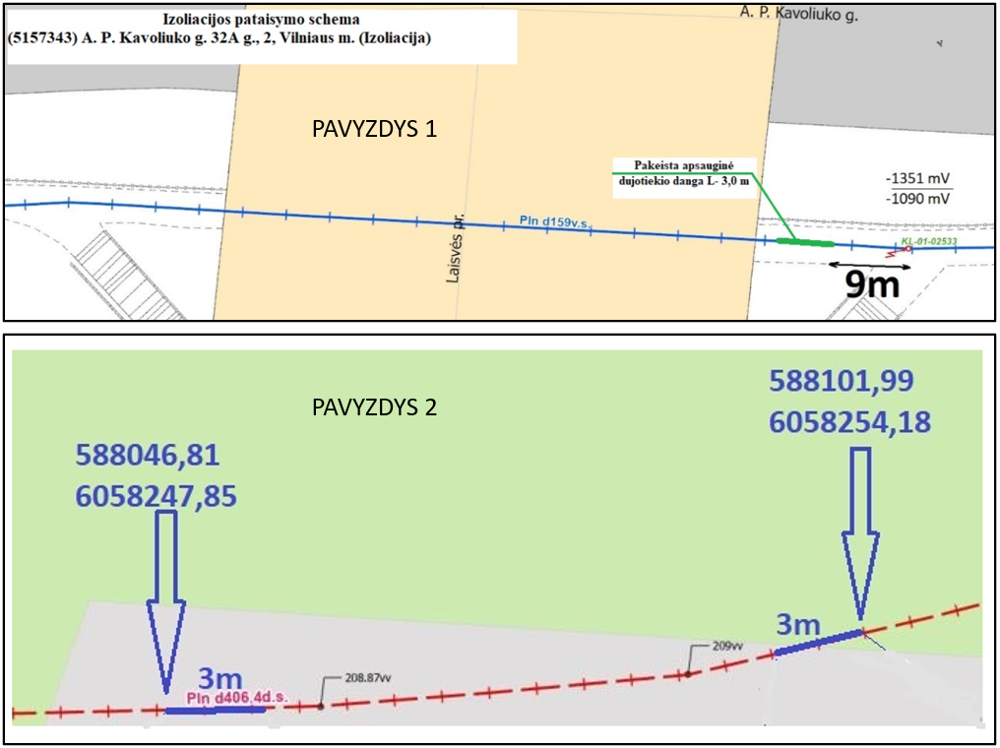 Izoliacijos pataisymo schema
(5157343) A. P. Kavoliuko g. 32A g., 2, Vilniaus m. (Izoliacija)
A. P. Kavoliuko g.
PAVYZDYS 1
Pakeista apsauginė
dujotiekio danga L- 3,0 m
-1351 mV
-1090 mV
Pln d159v.s.
Laisvės pr.
KL-01-02533
9m
PAVYZDYS 2
588101,99
6058254,18
588046,81
6058247,85
3m
209vv
3m
208.87vv
Pln d406,4d.s.